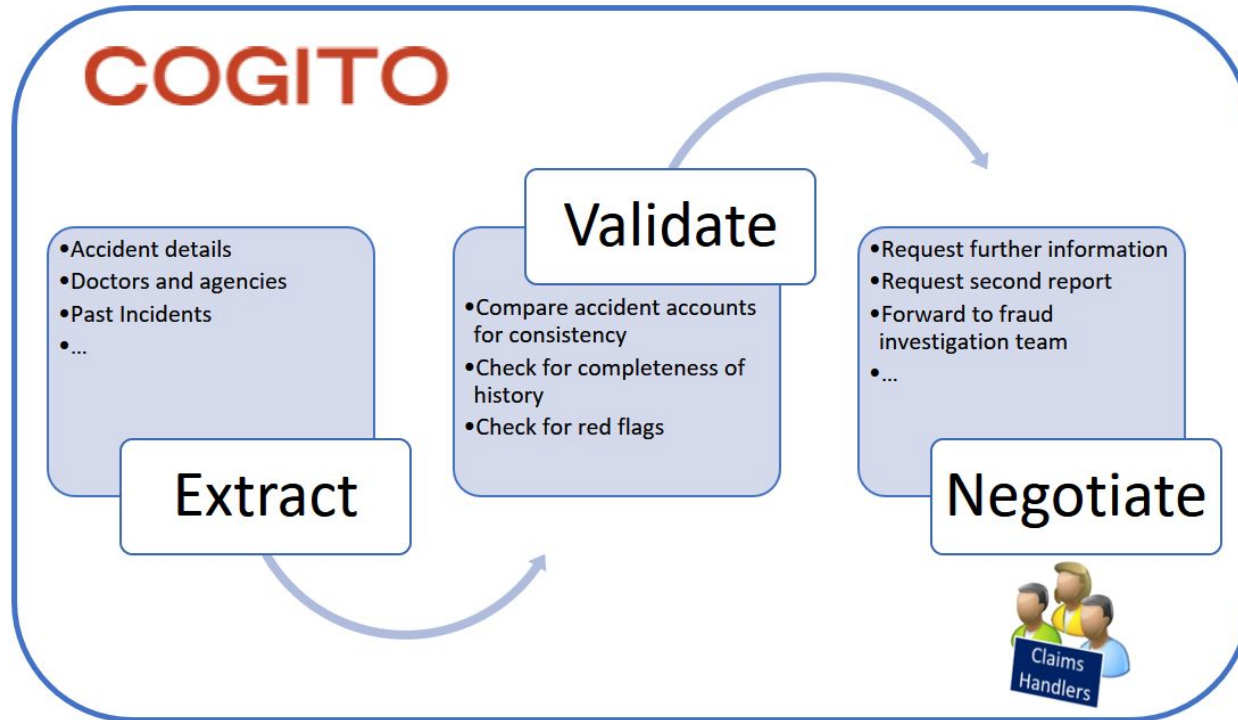 COGITO
•Accident details
•Doctors and agencies
•Past Incidents
•...
Extract
Validate
•Compare accident accounts
for consistency
•Check for completeness of
history
•Check for red flags
•Request further information
•Request second report
•Forward to fraud
investigation team
•...
Negotiate
Claims
Handlers